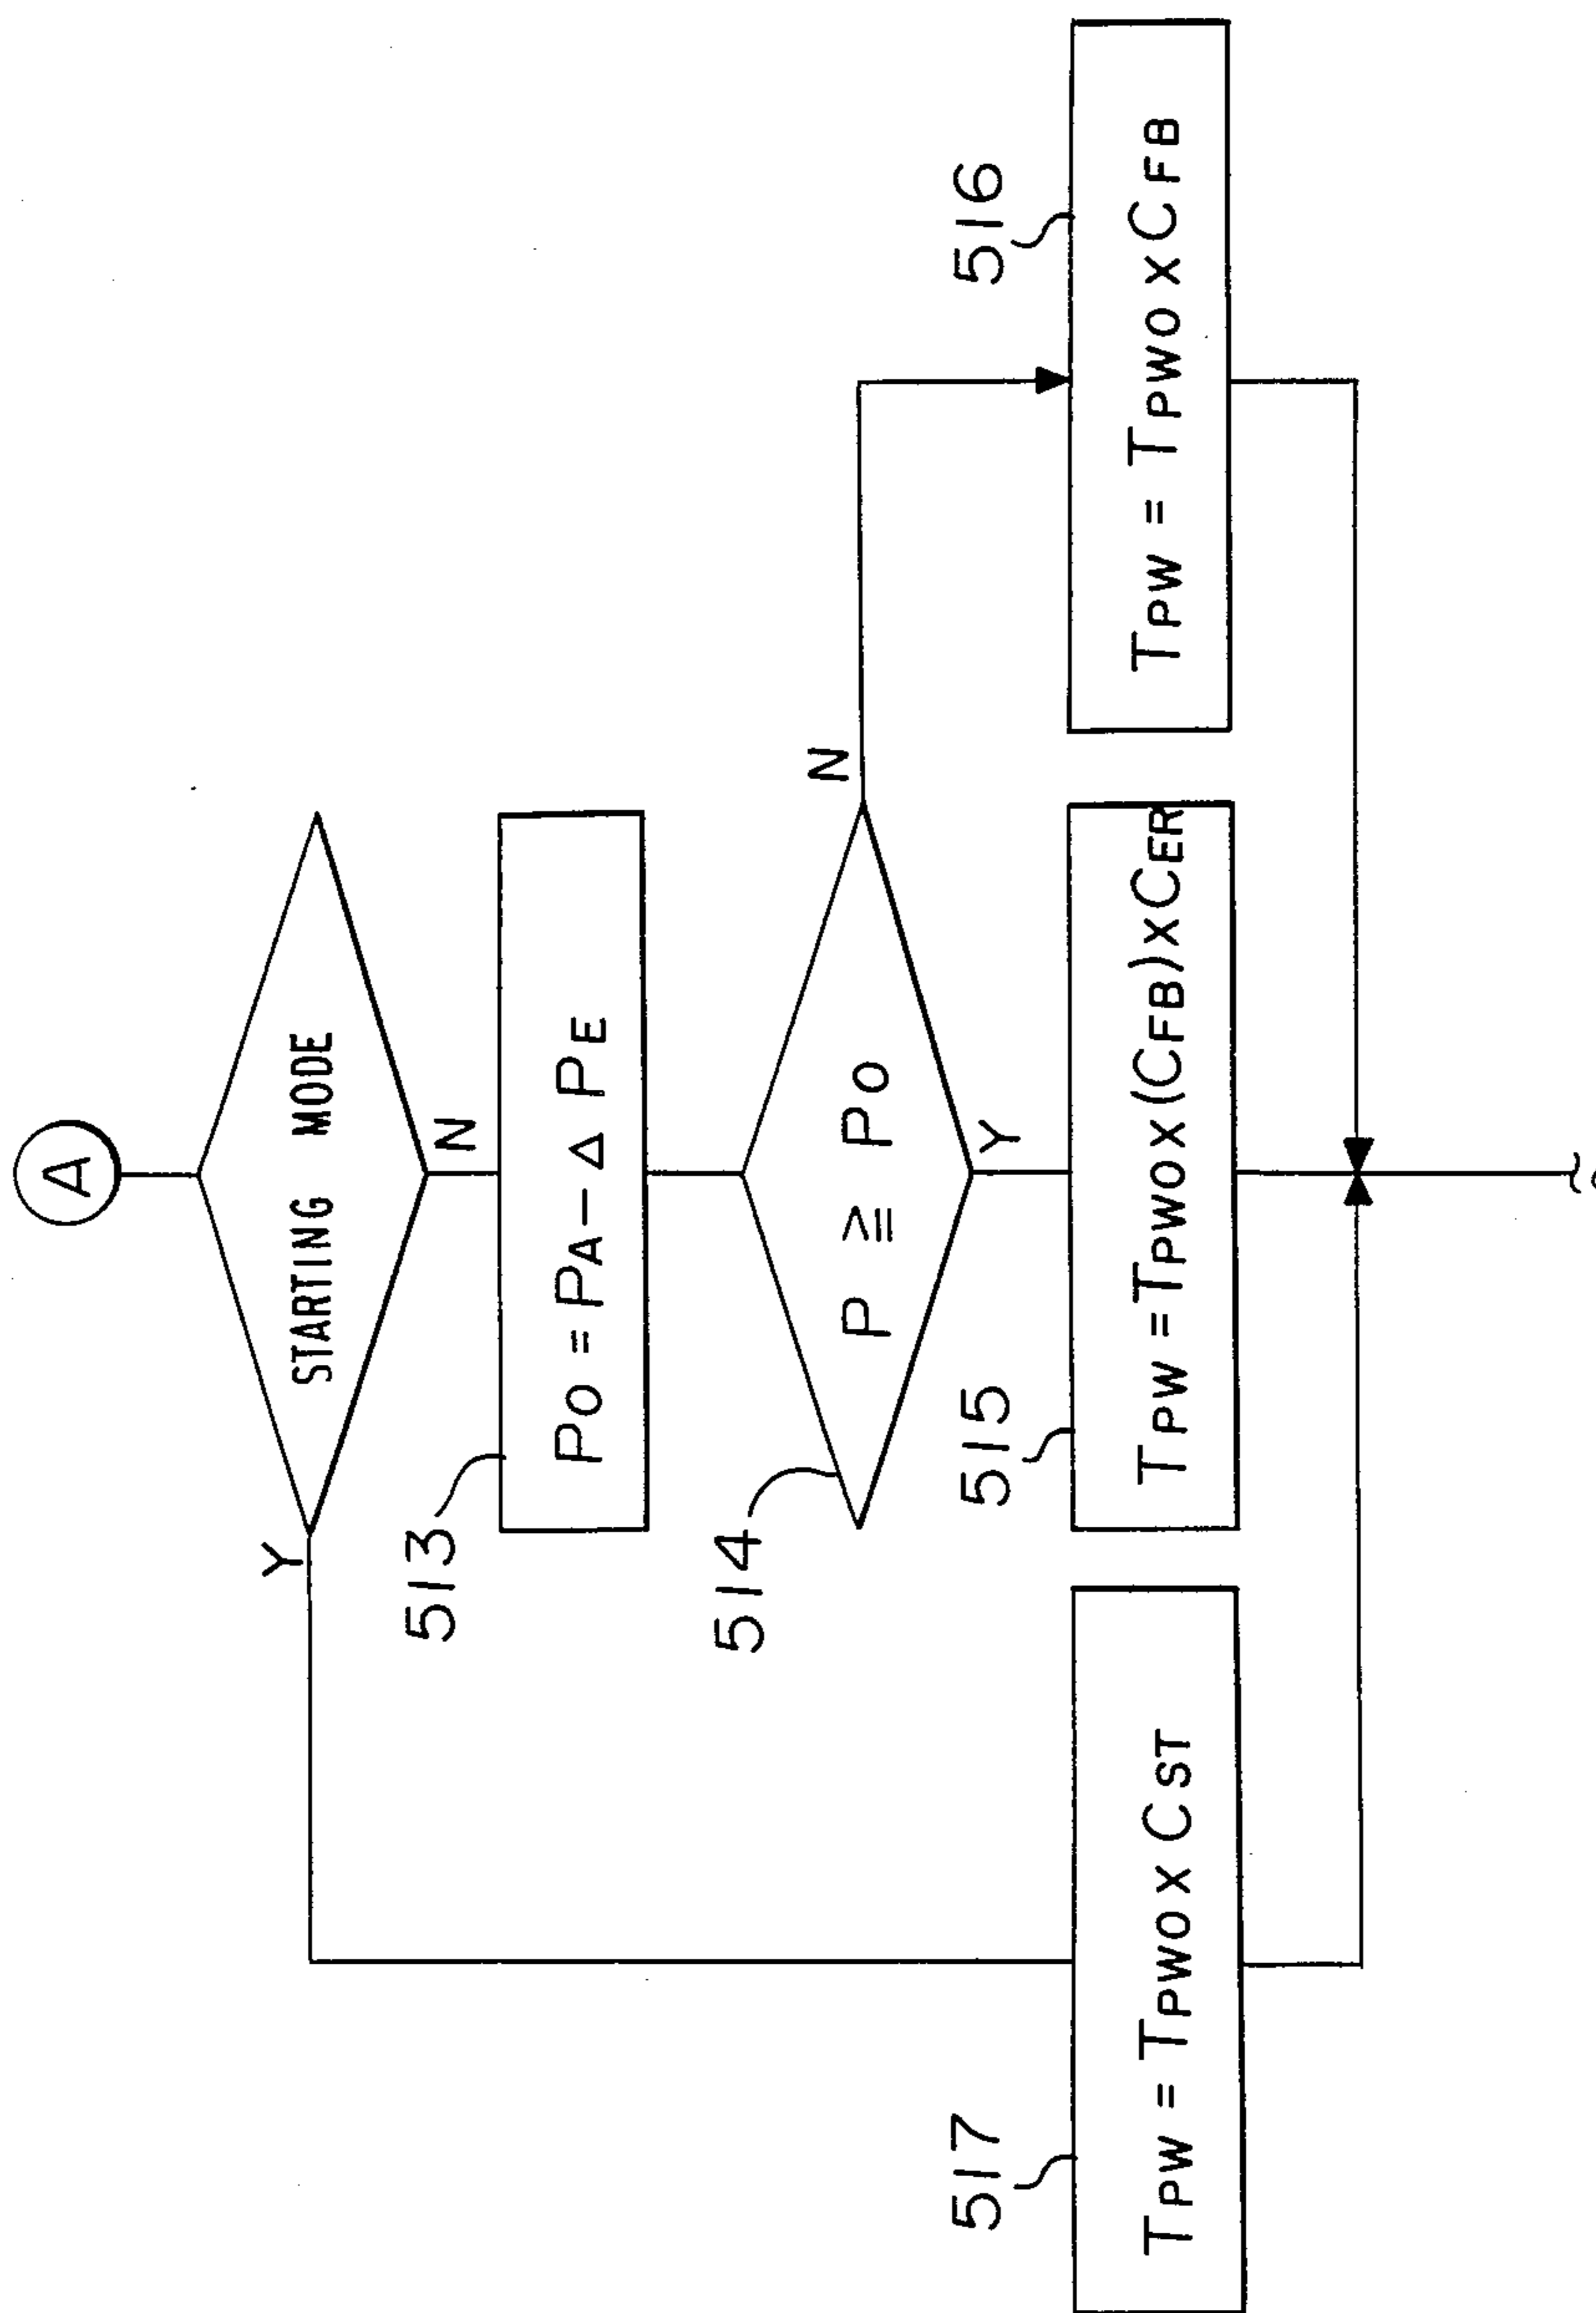 A
STARTING MODE
Y
N
513
PO = PA - Δ PE
514
P ≧ PO
N
Y
517
TPW = TPWO x CST
515
TPW = TPWO x (CFB) x CER
516
TPW = TPWO x CFB